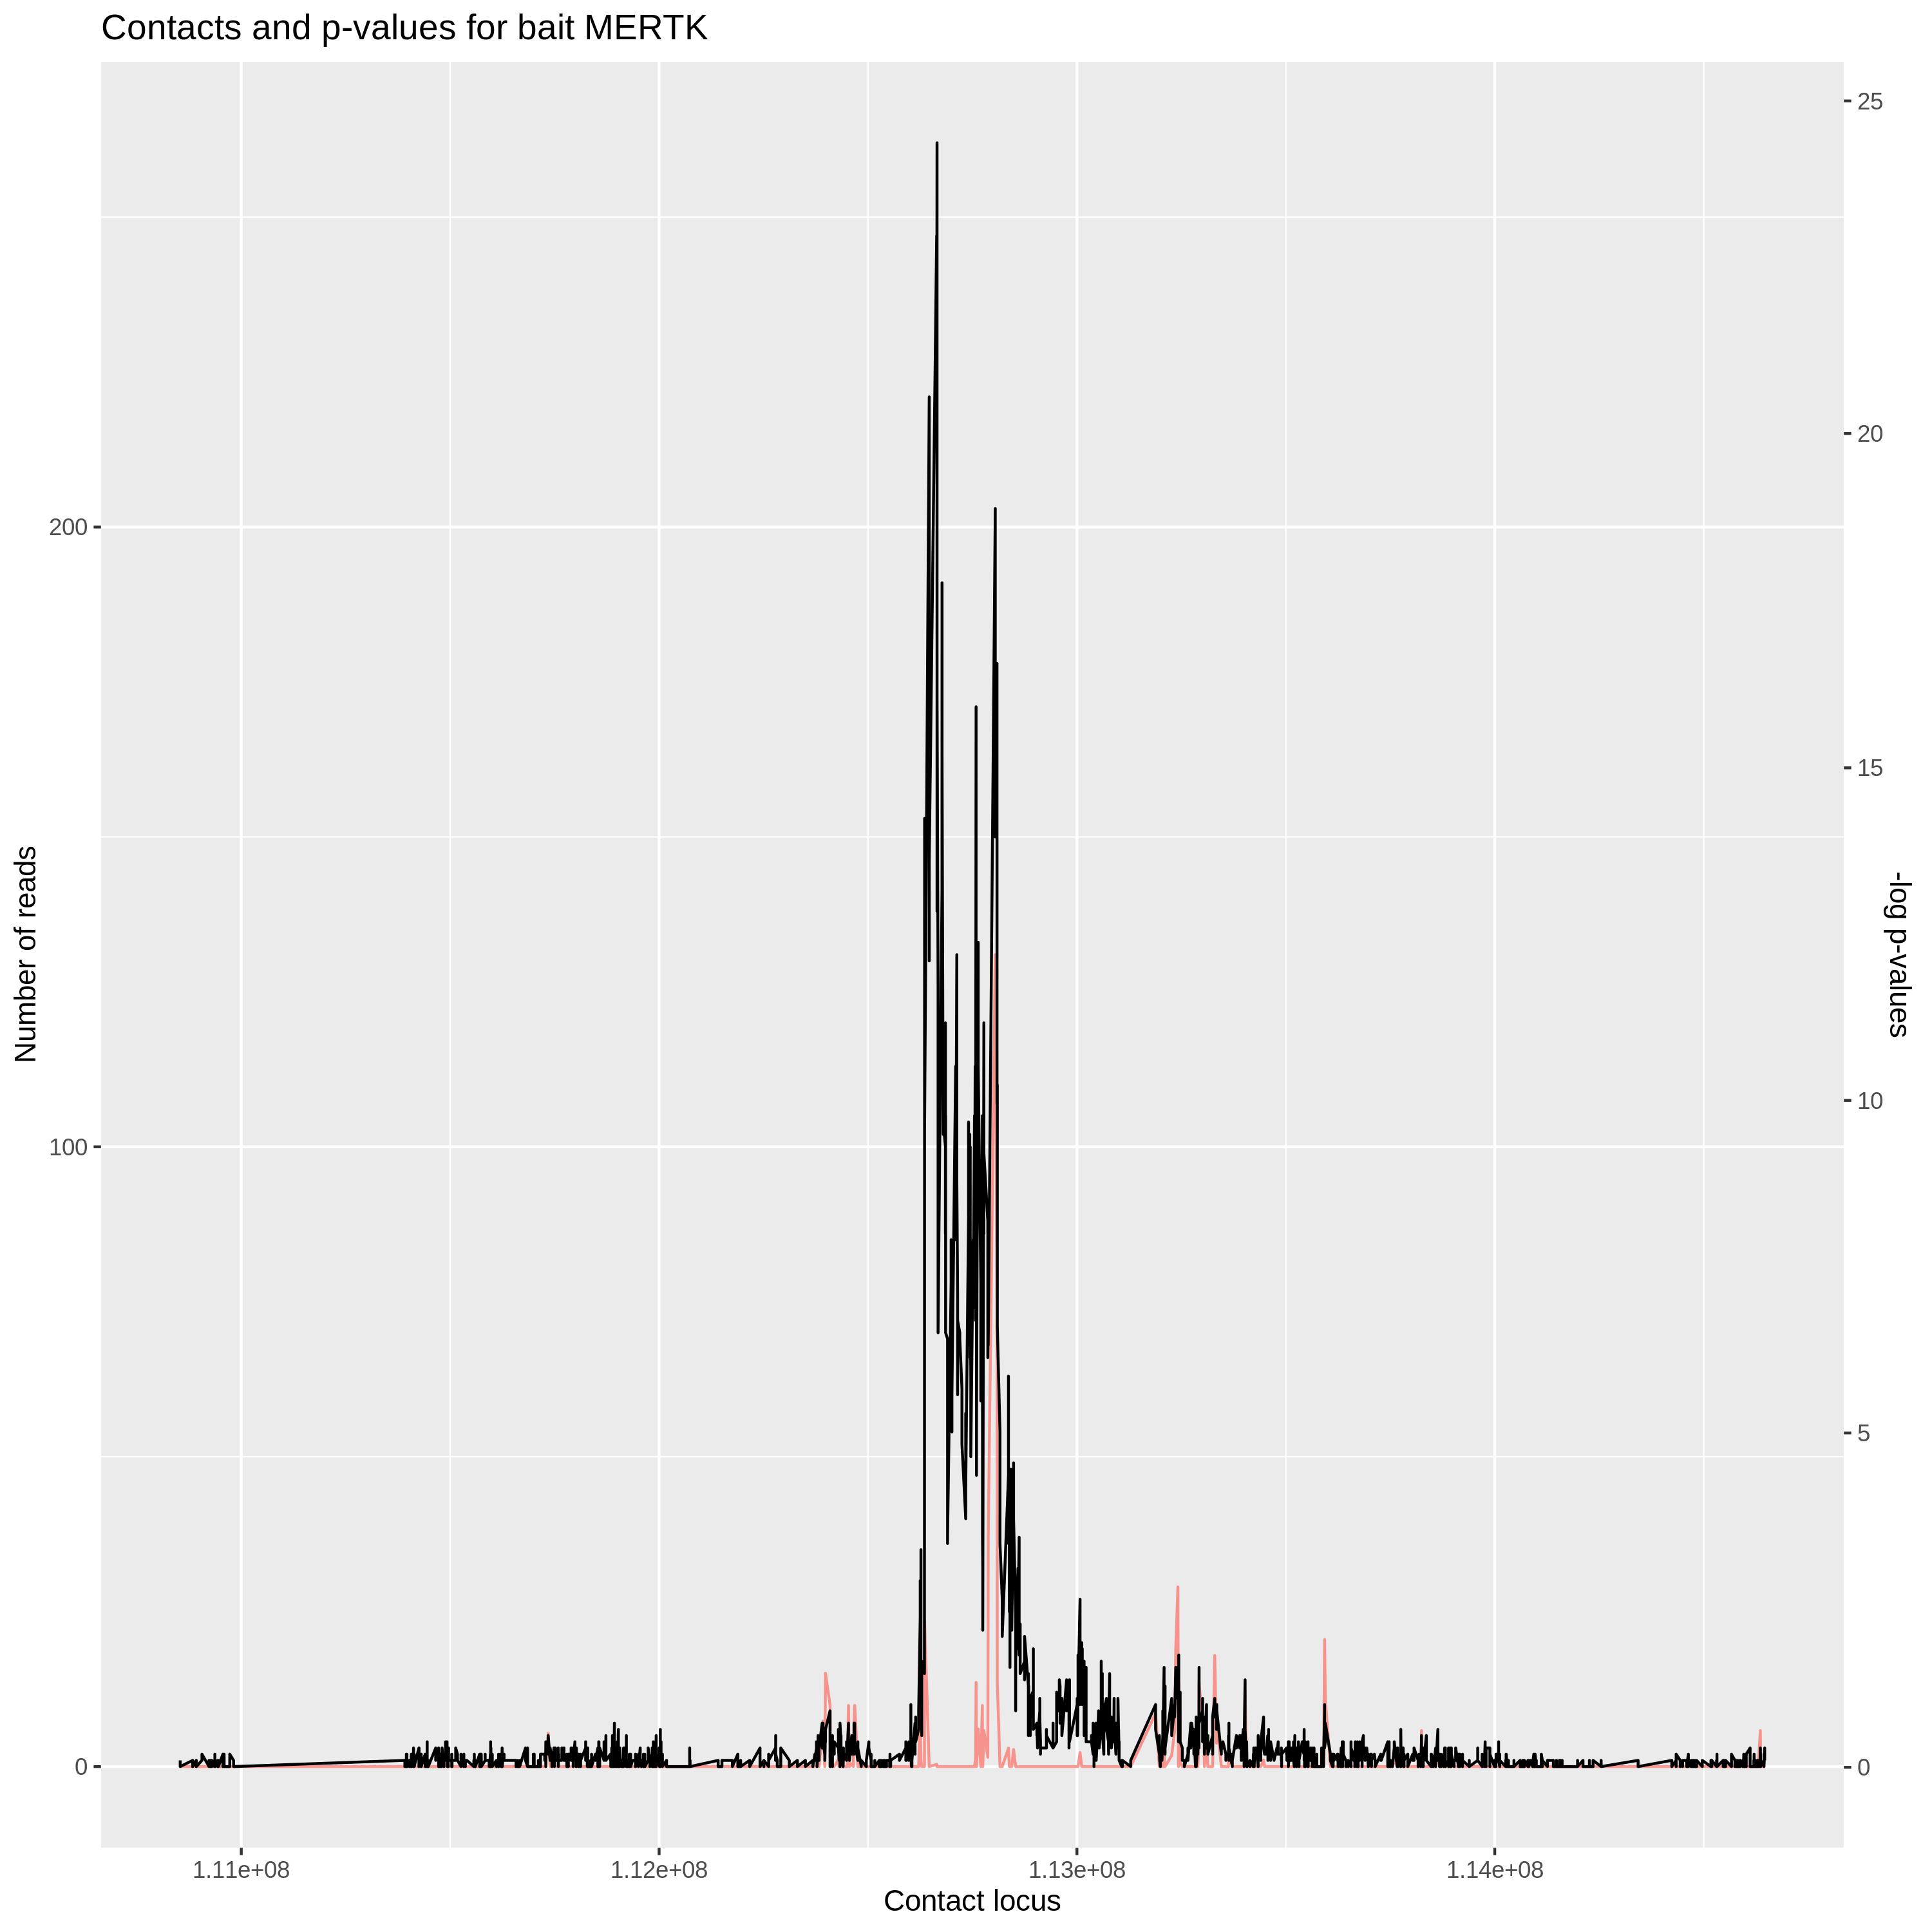 Contacts and p-values for bait MERTK
25
20
200
15
Number of reads
-log p-values
10
100
5
0
0
1.11e+08
1.12e+08
1.13e+08
1.14e+08
Contact locus